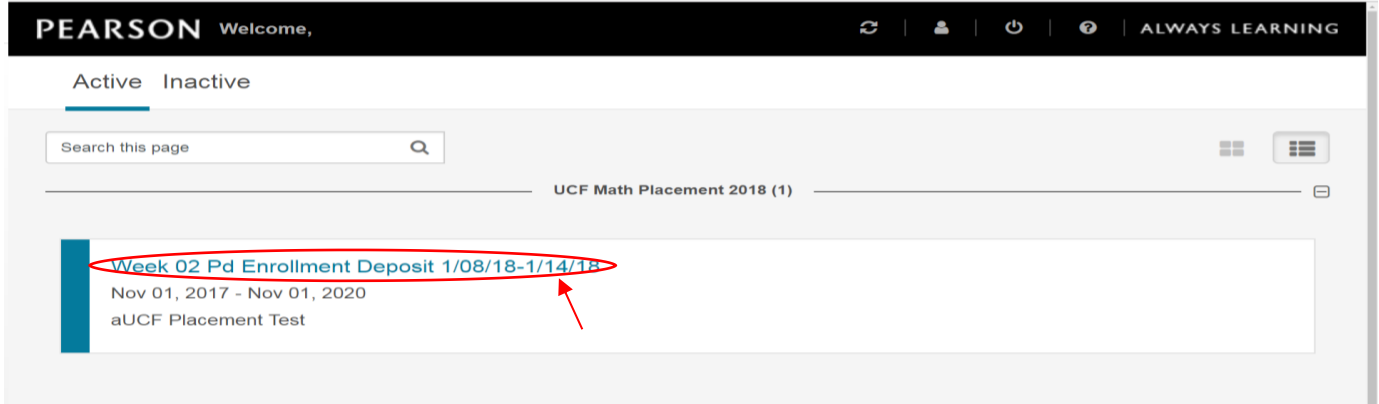 PEARSON Welcome, ALWAYS LEARNING
Active Inactive
Search this page
UCF Math Placement 2018 (1)
Week 02 Pd Enrollment Deposit 1/08/18-1/14/18
Nov 01, 2017 - Nov 01, 2020
aUCF Placement Test